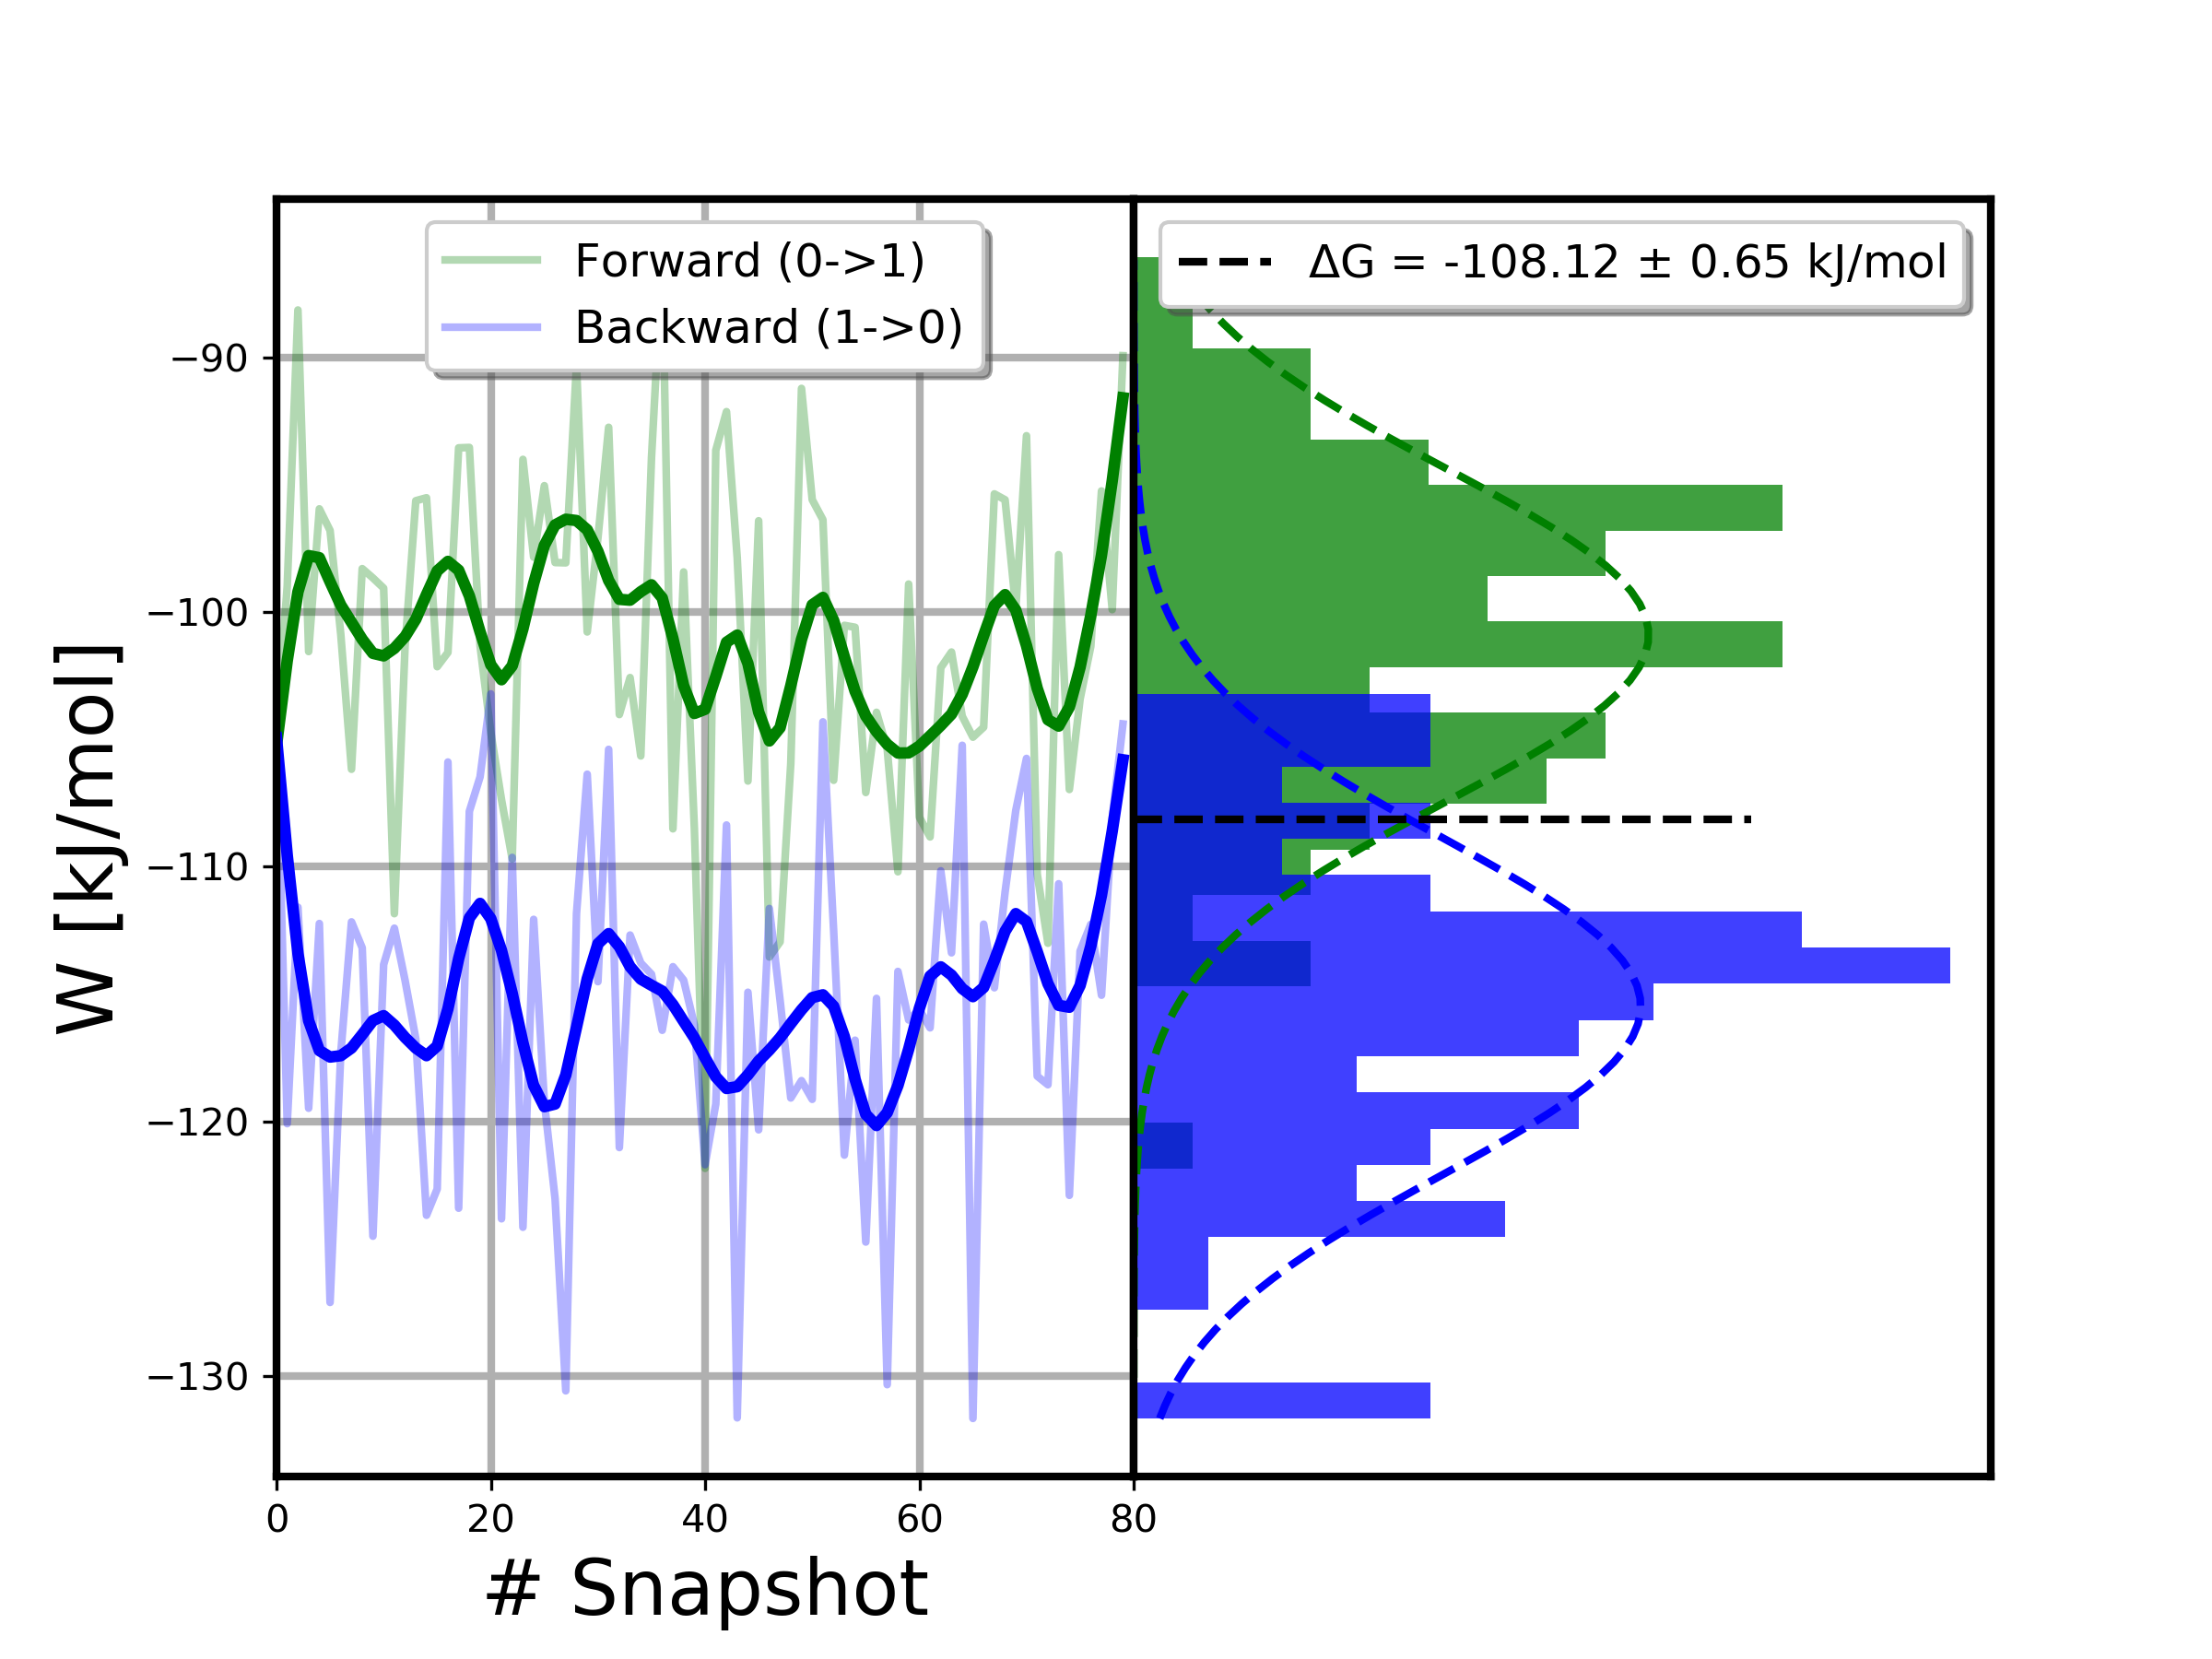 Forward (0->1)
Backward (1->0)
ΔG = -108.12 ± 0.65 kJ/mol
−90
−100
−110
−120
−130
W [kJ/mol]
0 20 40 60 80
# Snapshot